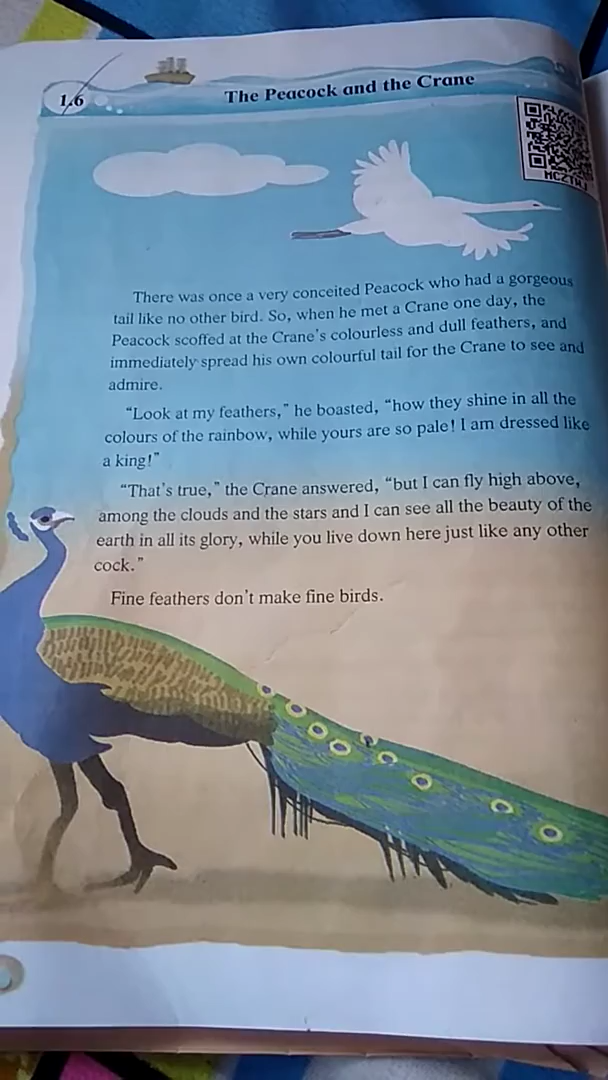 1.6
The Peacock and the Crane
There was once a very conceited Peacock who had a gorgeous
tail like no other bird. So, when he met a Crane one day, the
Peacock scoffed at the Crane's colourless and dull feathers, and
immediately spread his own colourful tail for the Crane to see and
admire.
“Look at my feathers,” he boasted, “how they shine in all the
colours of the rainbow, while yours are so pale! I am dressed like
a king!”
“That's true,” the Crane answered, “but I can fly high above,
among the clouds and the stars and I can see all the beauty of the
earth in all its glory, while you live down here just like any other
cock.”
Fine feathers don't make fine birds.